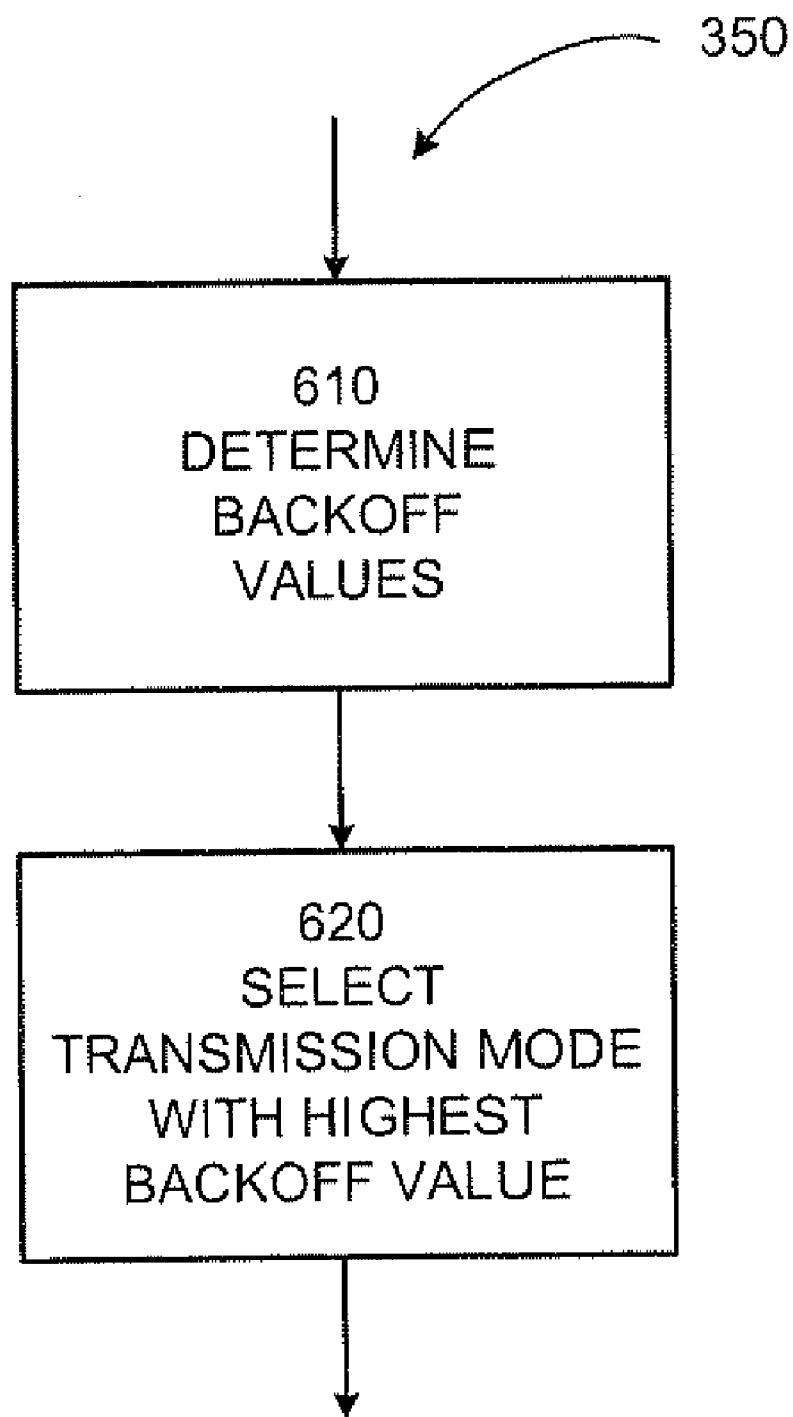 350
610
DETERMINE
BACKOFF
VALUES
620
SELECT
TRANSMISSION MODE
WITH HIGHEST
BACKOFF VALUE